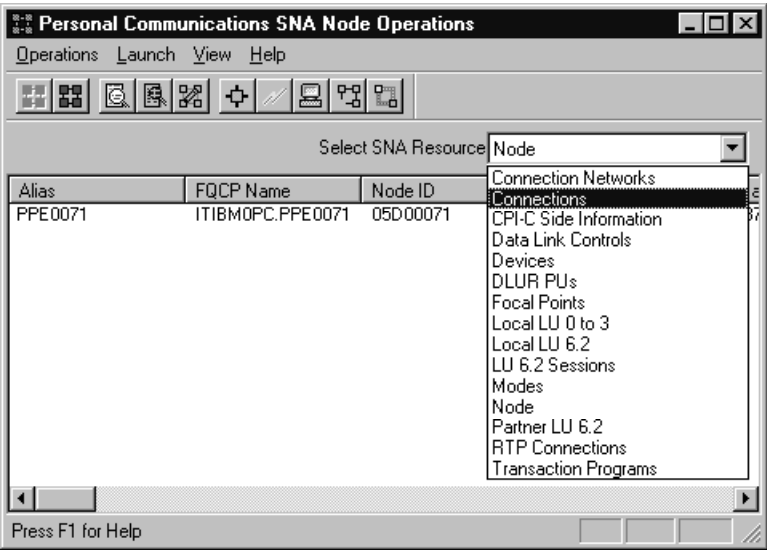 Personal Communications SNA Node Operations
Operations Launch View Help
Select SNA Resource Node
Alias FQCP Name Node ID
PPE0071 ITIBM0PC.PPE0071 05D00071
Connection Networks
Connections
CPI-C Side Information
Data Link Controls
Devices
DLUR PUs
Focal Points
Local LU 0 to 3
Local LU 6.2
LU 6.2 Sessions
Modes
Node
Partner LU 6.2
RTP Connections
Transaction Programs
Press F1 for Help